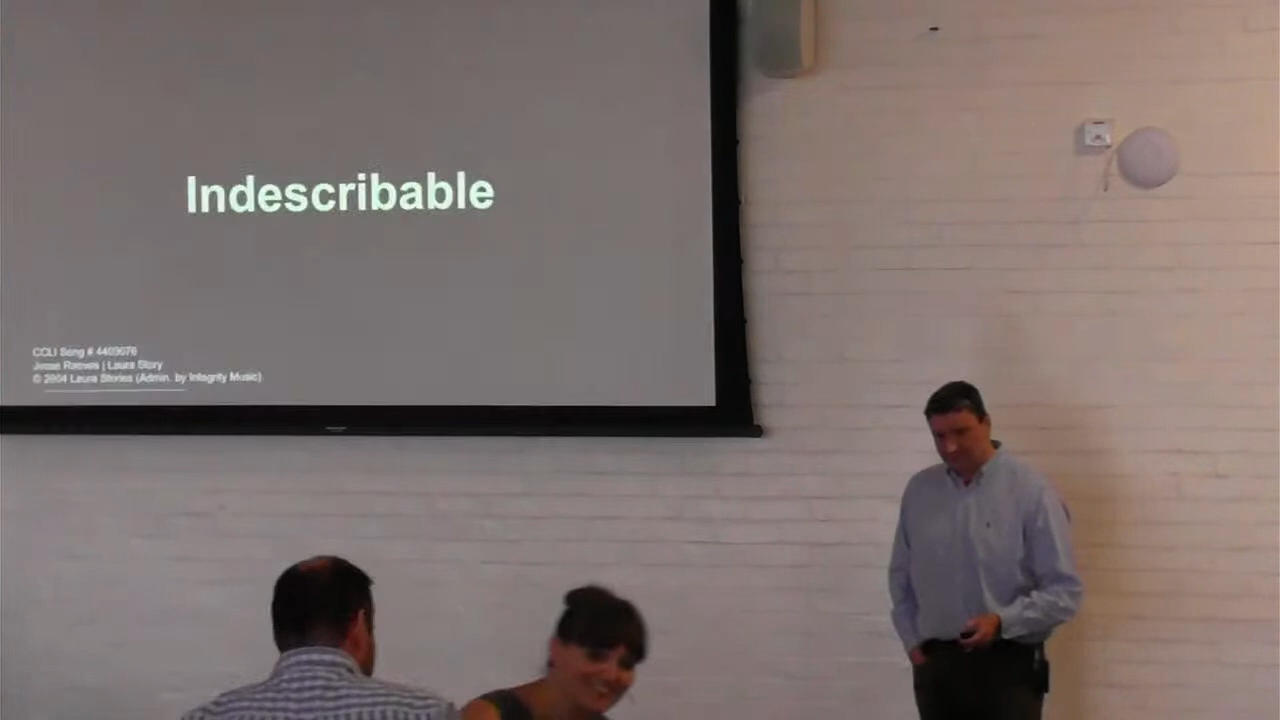 Indescribable
CCLI Song # 4403076
Jesse Reeves | Laura Story
© 2004 Laura Stories (Admin. by Integrity Music)